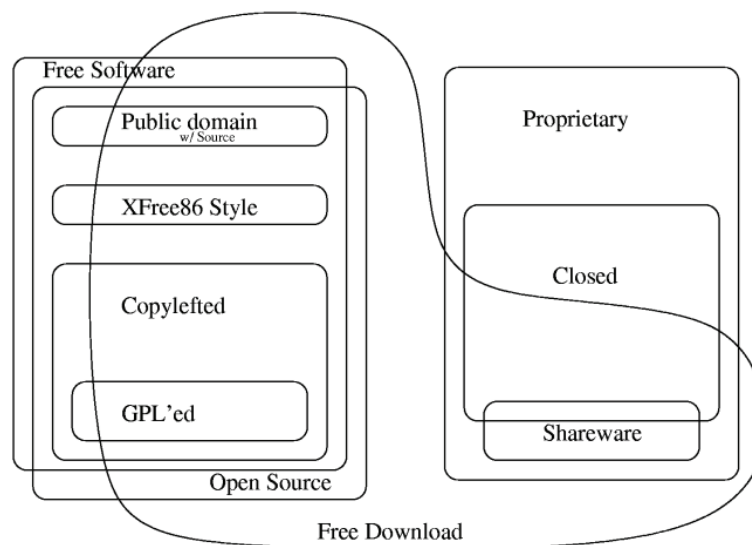 Free Software
Public domain
w/ Source
XFree86 Style
Copylefted
GPL'ed
Open Source
Proprietary
Closed
Shareware
Free Download